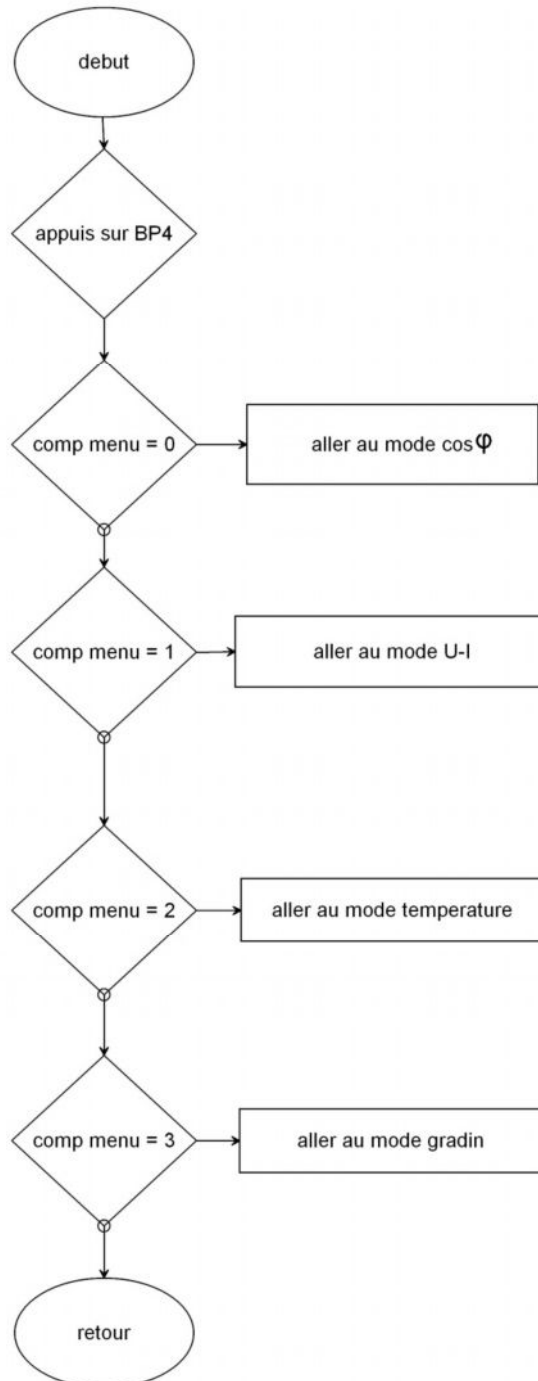 debut
appuis sur BP4
comp menu = 0
aller au mode cos φ
comp menu = 1
aller au mode U-I
comp menu = 2
aller au mode temperature
comp menu = 3
aller au mode gradin
retour